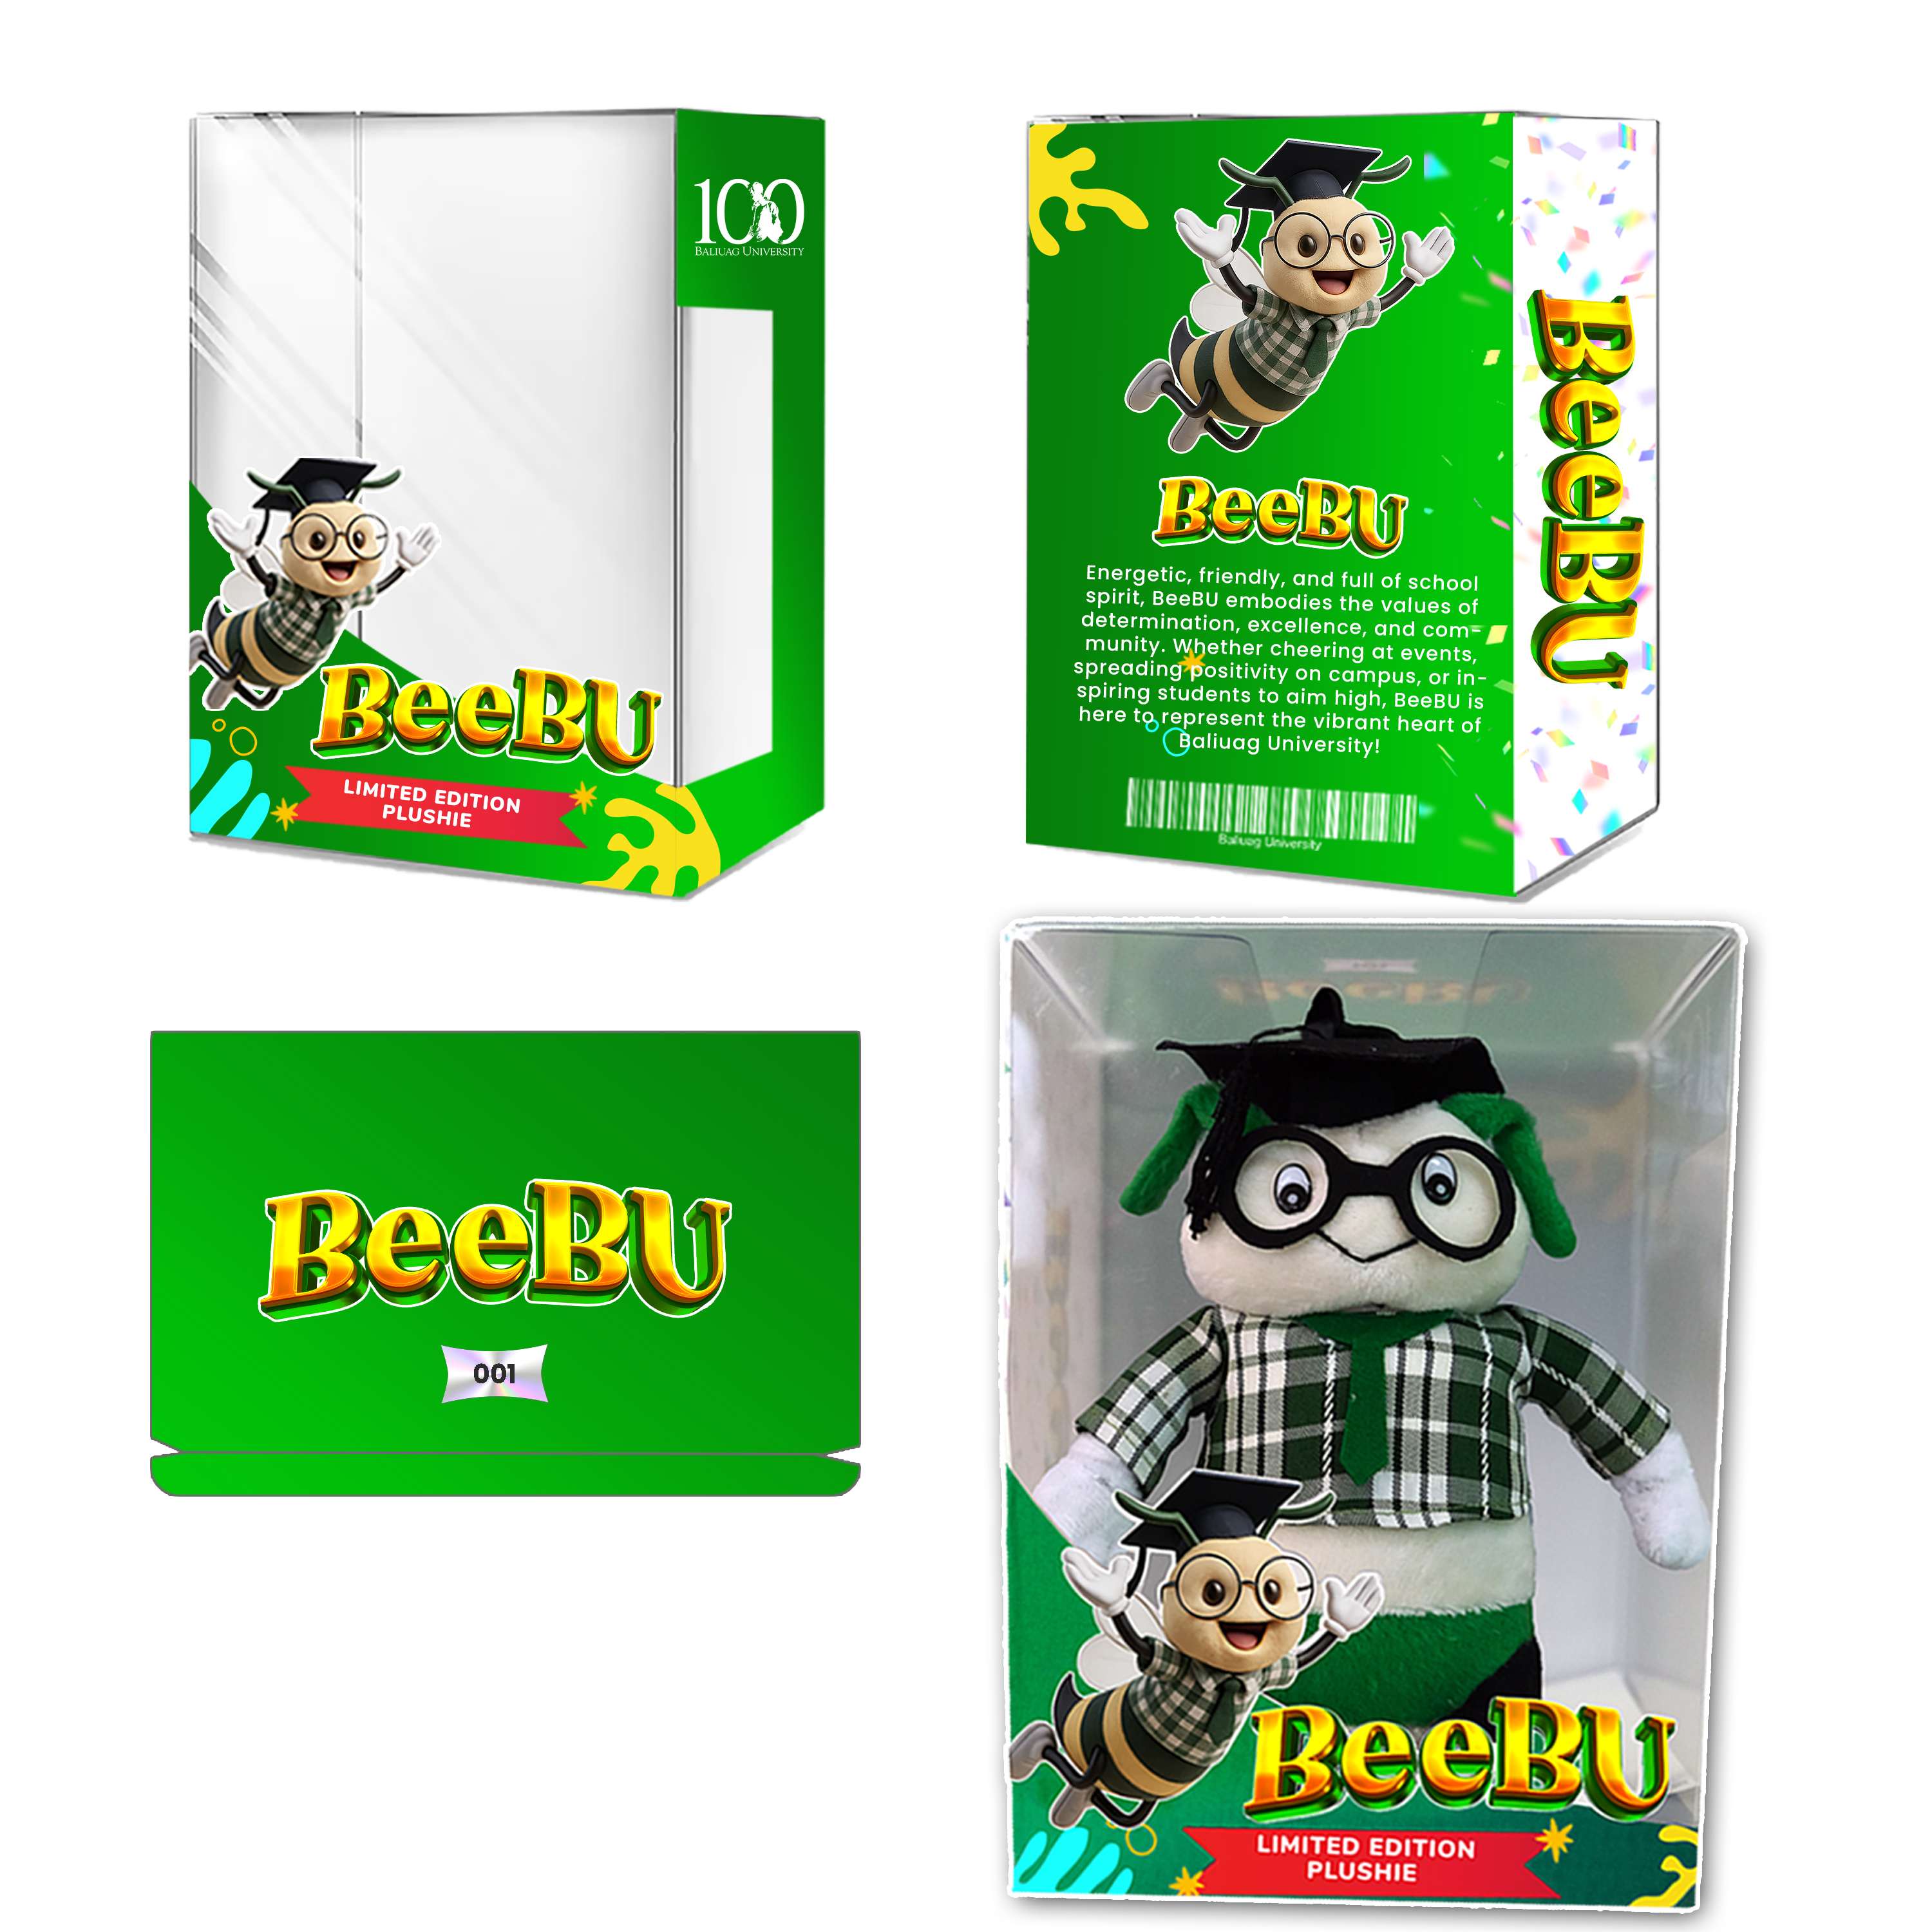 100
BALIUAG UNIVERSITY
BeeBU
LIMITED EDITION
PLUSHIE
BeeBU
Energetic, friendly, and full of school
spirit, BeeBU embodies the values of
determination, excellence, and com-
munity. Whether cheering at events,
spreading positivity on campus, or in-
spiring students to aim high, BeeBU is
here to represent the vibrant heart of
Baliuag University!
Baliuag University
BeeBU
BeeBU
001
BeeBU
BeeBU
LIMITED EDITION
PLUSHIE